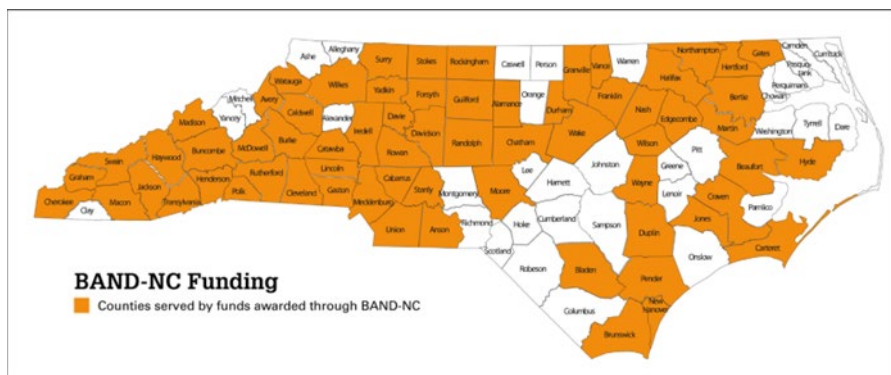 Ashe
Alleghany
Surry
Stokes
Rockingham
Caswell
Person
Granville
Vance
Warren
Northampton
Gates
Camden
Currituck
Pasquo-
tank
Perquimans
Chowan
Halifax
Hertford
Bertie
Watauga
Wilkes
Yadkin
Forsyth
Guilford
Alamance
Orange
Durham
Franklin
Nash
Edgecombe
Martin
Washington
Tyrrell
Dare
Mitchell
Avery
Yancey
Caldwell
Alexander
Iredell
Davie
Davidson
Randolph
Chatham
Wake
Wilson
Pitt
Beaufort
Hyde
Madison
Buncombe
McDowell
Burke
Catawba
Rowan
Johnston
Greene
Swain
Haywood
Graham
Jackson
Henderson
Rutherford
Lincoln
Cabarrus
Stanly
Montgomery
Moore
Lee
Harnett
Wayne
Lenoir
Craven
Pamlico
Cherokee
Clay
Macon
Transylvania
Polk
Cleveland
Gaston
Mecklenburg
Union
Anson
Richmond
Scotland
Hoke
Cumberland
Sampson
Duplin
Jones
Carteret
Onslow
Robeson
Bladen
Pender
Columbus
New
Hanover
Brunswick
BAND-NC Funding
Counties served by funds awarded through BAND-NC